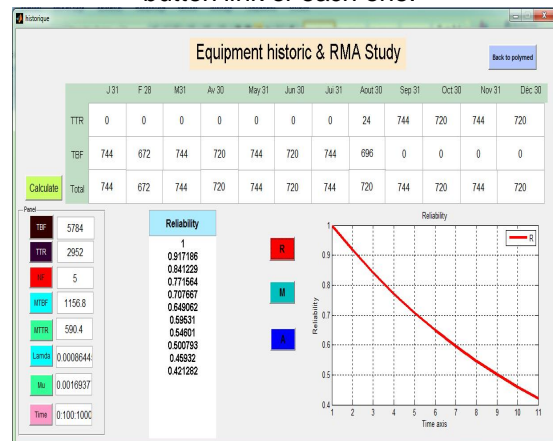 button link of each one.
historique
Equipment historic & RMA Study
Back to polymed
J 31 F 28 M31 Av 30 May 31 Jun 30 Jui 31 Aout 30 Sep 31 Oct 30 Nov 31 Déc 30
TTR 0 0 0 0 0 0 0 24 744 720 744 720
TBF 744 672 744 720 744 720 744 696 0 0 0 0
Calculate Total 744 672 744 720 744 720 744 720 744 720 744 720
Panel
TBF 5784
TTR 2952
NF 5
MTBF 1156.8
MTTR 590.4
Lamda 0.0008644
Mu 0.0016937
Time 0:100:1000
Reliability
1
0.917186
0.841229
0.771564
0.707667
0.649062
0.59531
0.54601
0.500793
0.45932
0.421282
R
M
A
Reliability
R
Reliability
1
0.9
0.8
0.7
0.6
0.5
0.4
1 2 3 4 5 6 7 8 9 10 11
Time axis